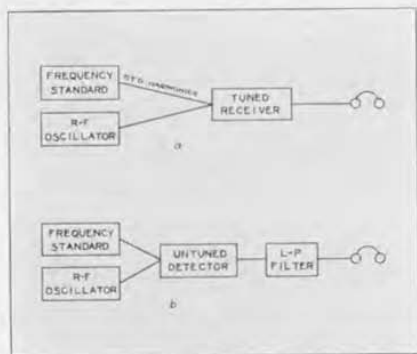 FREQUENCY
STANDARD
STD. HARMONICS
R-F
OSCILLATOR
TUNED
RECEIVER
a
FREQUENCY
STANDARD
R-F
OSCILLATOR
UNTUNED
DETECTOR
L-P
FILTER
b